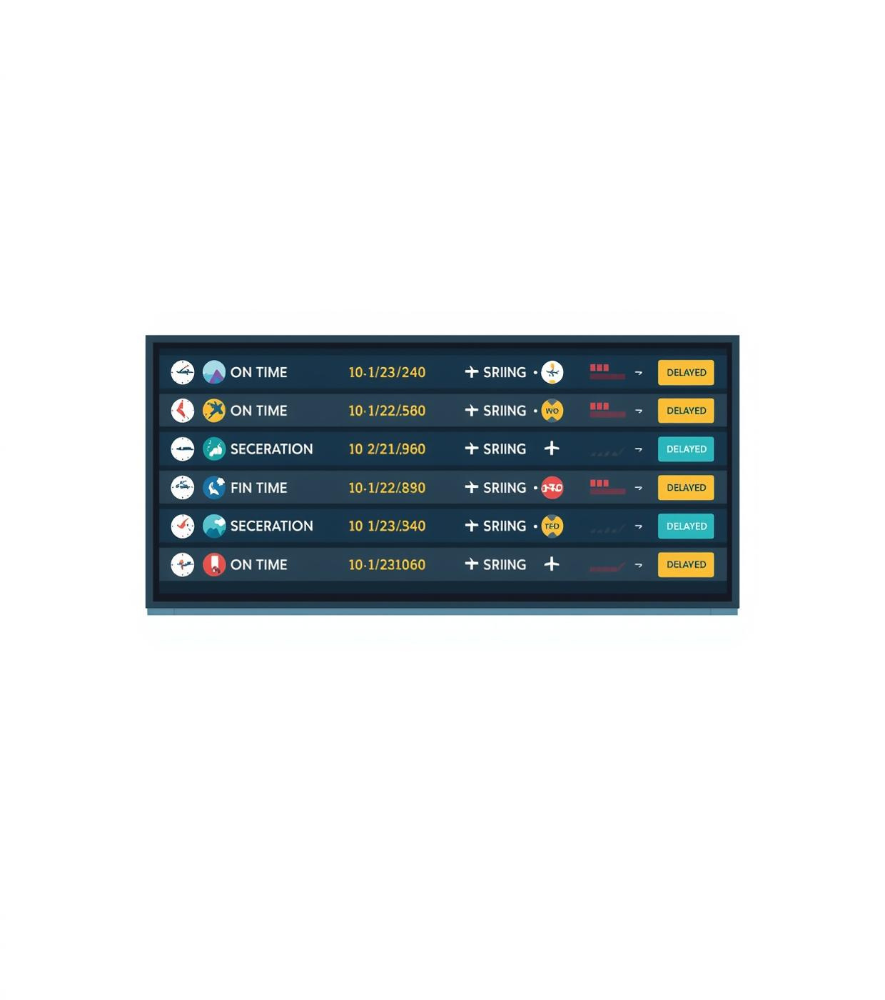 ON TIME 10·1/23/240 SRIING · DELAYED
ON TIME 10·1/22/.580 SRIING · WO DELAYED
SECERATION 10 2/21/.960 SRIING DELAYED
FIN TIME 10·1/22.890 SRIING · DELAYED
SECERATION 10 1/23/.340 SRIING · TED DELAYED
ON TIME 10·1/231060 SRIING DELAYED